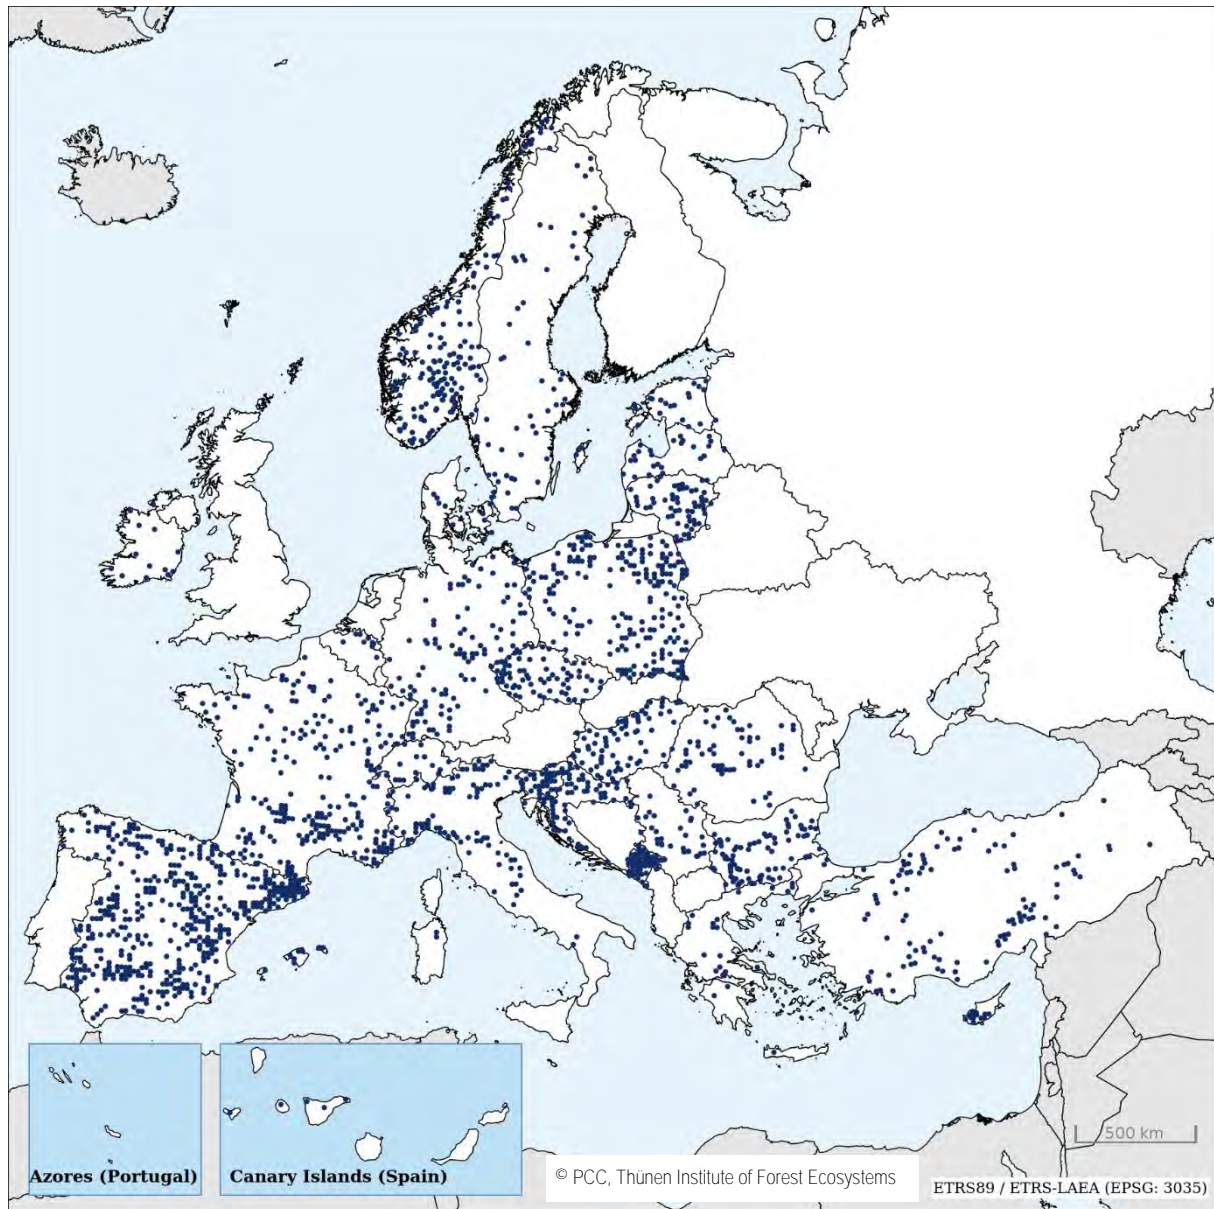 500 km
Azores (Portugal)
Canary Islands (Spain)
© PCC, Thünen Institute of Forest Ecosystems
ETRS89 / ETRS-LAEA (EPSG: 3035)